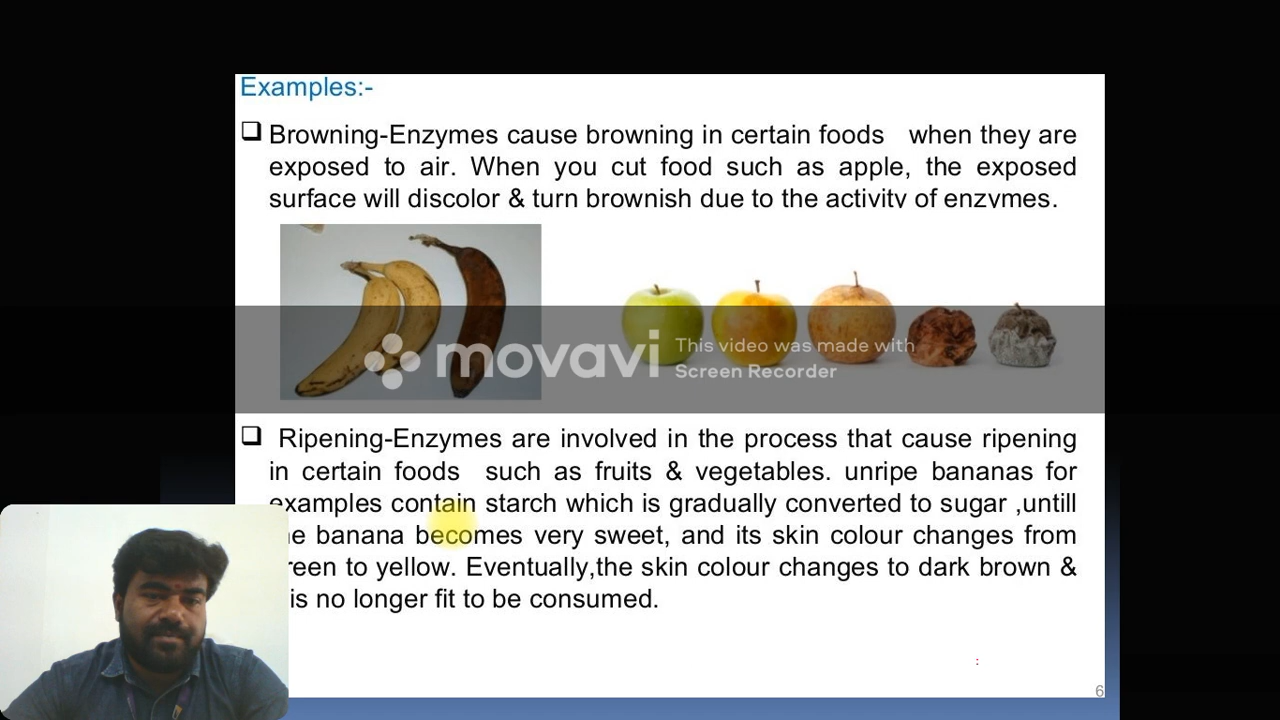 Examples:-
❑ Browning-Enzymes cause browning in certain foods when they are
exposed to air. When you cut food such as apple, the exposed
surface will discolor & turn brownish due to the activity of enzymes.
movavi
This video was made with
Screen Recorder
❑ Ripening-Enzymes are involved in the process that cause ripening
in certain foods such as fruits & vegetables. unripe bananas for
examples contain starch which is gradually converted to sugar ,untill
banana becomes very sweet, and its skin colour changes from
to yellow. Eventually,the skin colour changes to dark brown &
is no longer fit to be consumed.
:
6